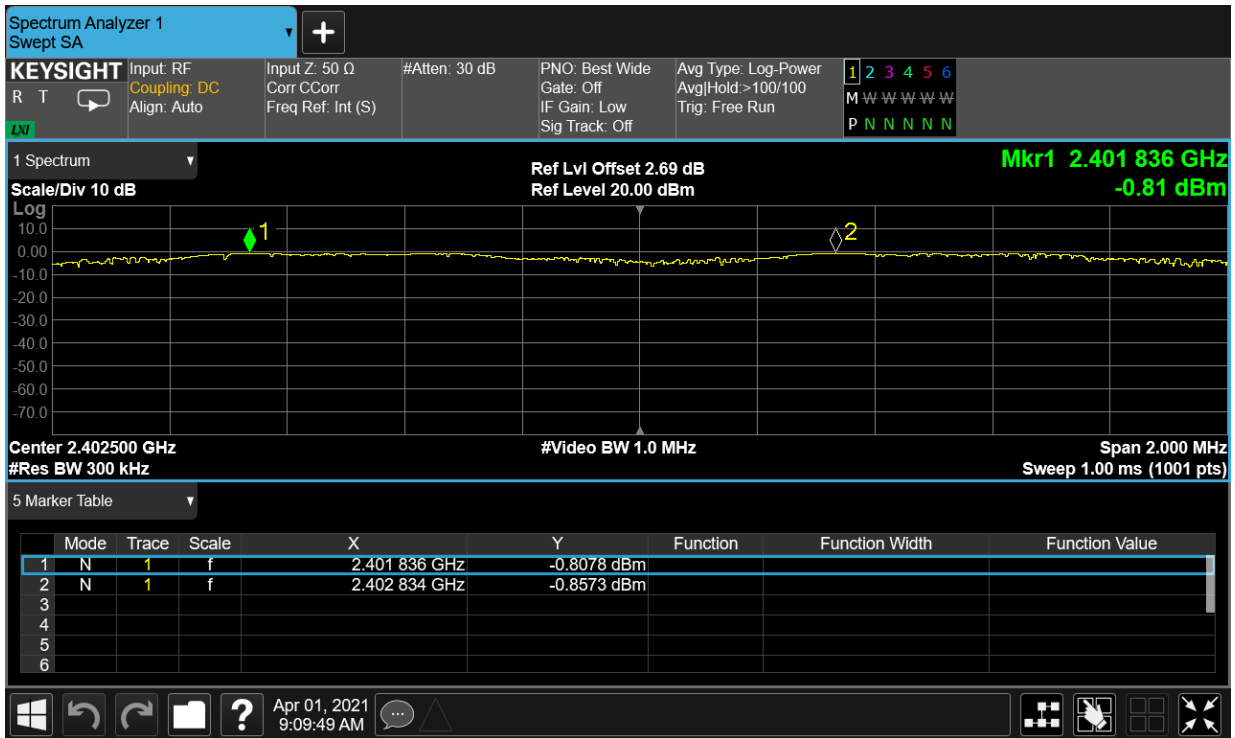 Spectrum Analyzer 1
Swept SA
+
KEYSIGHT
R T
LXI
Input: RF
Coupling: DC
Align: Auto
Input Z: 50 Ω
Corr CCorr
Freq Ref: Int (S)
#Atten: 30 dB
PNO: Best Wide
Gate: Off
IF Gain: Low
Sig Track: Off
Avg Type: Log-Power
Avg|Hold:>100/100
Trig: Free Run
1 2 3 4 5 6
M W W W W W
P N N N N N
1 Spectrum
Scale/Div 10 dB
Ref Lvl Offset 2.69 dB
Ref Level 20.00 dBm
Mkr1 2.401 836 GHz
-0.81 dBm
Log
10.0
0.00
-10.0
-20.0
-30.0
-40.0
-50.0
-60.0
-70.0
1
2
Center 2.402500 GHz
#Video BW 1.0 MHz
Span 2.000 MHz
#Res BW 300 kHz
Sweep 1.00 ms (1001 pts)
5 Marker Table
Mode Trace Scale X Y Function Function Width Function Value
1 N 1 f 2.401 836 GHz -0.8078 dBm
2 N 1 f 2.402 834 GHz -0.8573 dBm
3
4
5
6
?
Apr 01, 2021
9:09:49 AM